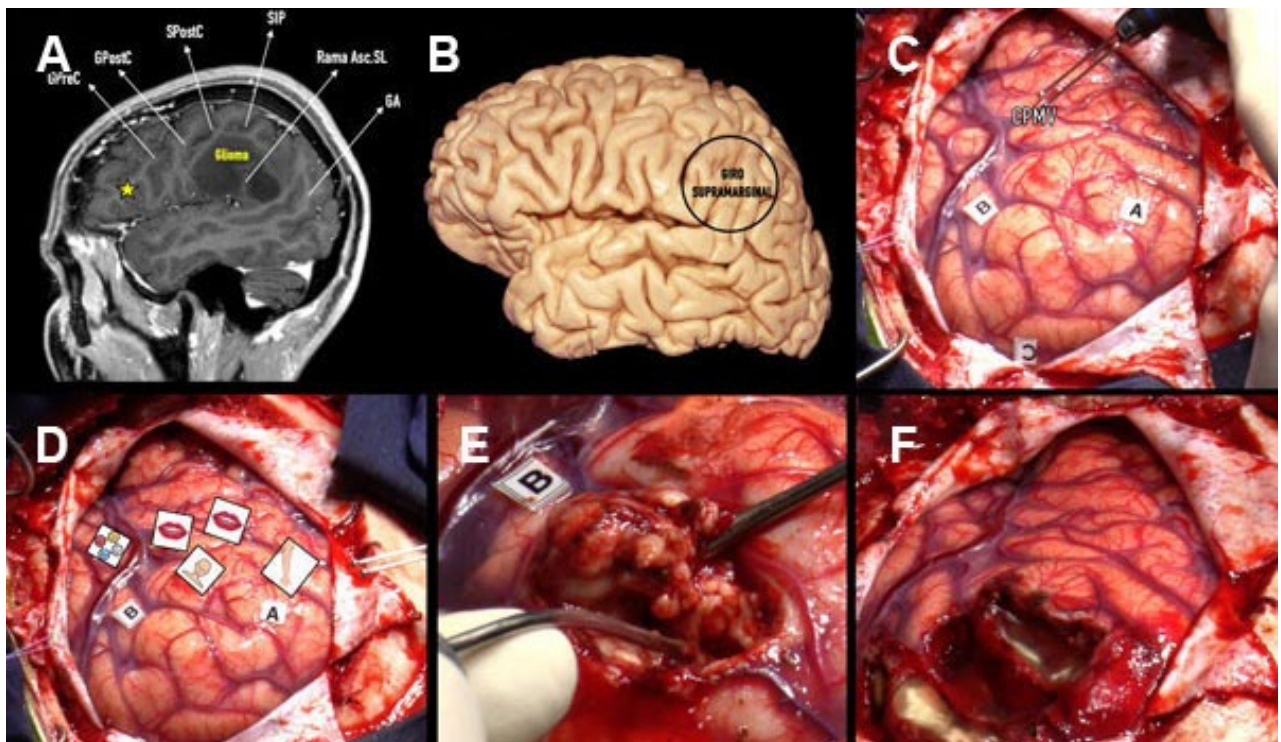 A
SPostC
SIP
GPostC
Rama Asc.SL
GPreC
GA
Glioma
B
GIRO
SUPRAMARGINAL
C
CPMV
B
A
C
D
B
A
E
B
F